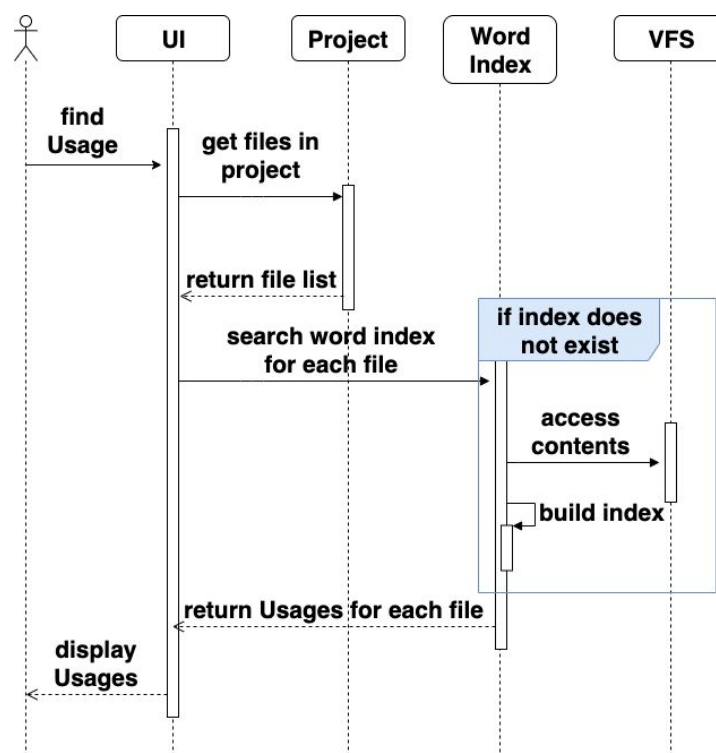 UI
Project
Word
Index
VFS
find
Usage
get files in
project
return file list
if index does
not exist
search word index
for each file
access
contents
build index
return Usages for each file
display
Usages